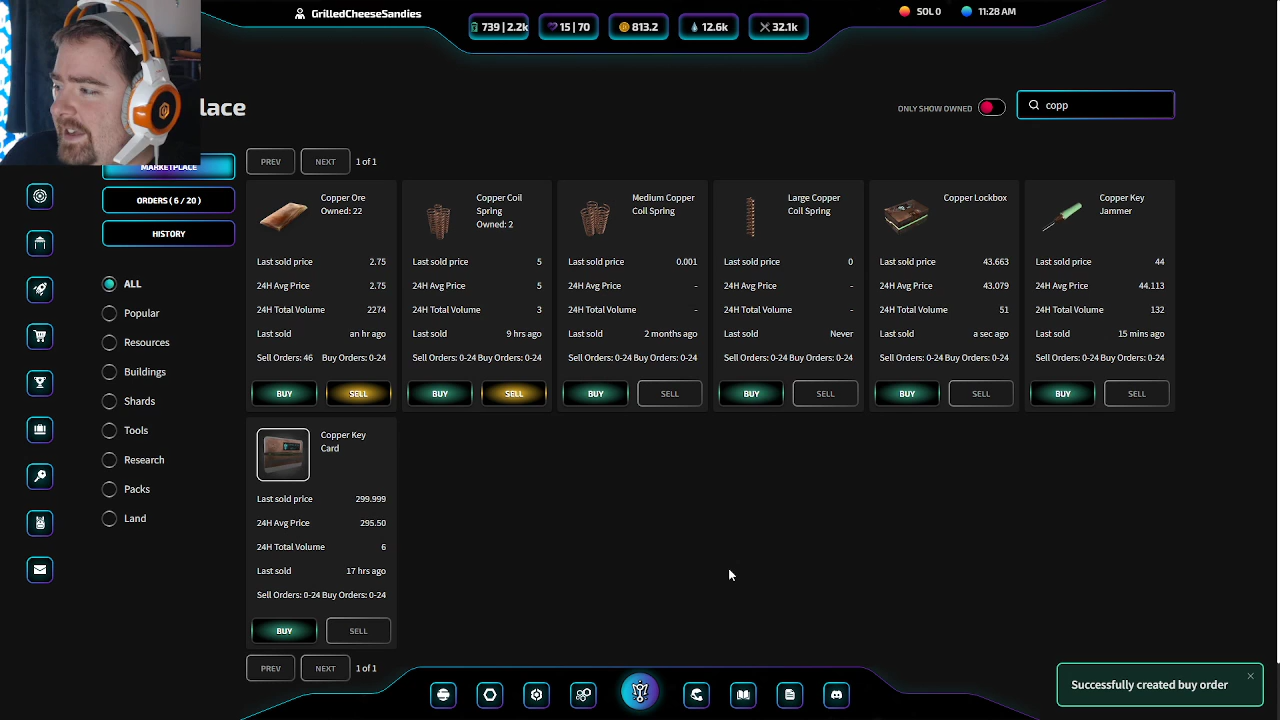 GrilledCheeseSandies
739 | 2.2k
15 | 70
813.2
12.6k
32.1k
SOL 0
11:28 AM
lace
ONLY SHOW OWNED
copp
MARKETPLACE
ORDERS ( 6 / 20 )
HISTORY
ALL
Popular
Resources
Buildings
Shards
Tools
Research
Packs
Land
PREV NEXT 1 of 1
Copper Ore
Owned: 22
Last sold price 2.75
24H Avg Price 2.75
24H Total Volume 2274
Last sold an hr ago
Sell Orders: 46 Buy Orders: 0-24
BUY SELL
Copper Coil
Spring
Owned: 2
Last sold price 5
24H Avg Price 5
24H Total Volume 3
Last sold 9 hrs ago
Sell Orders: 0-24 Buy Orders: 0-24
BUY SELL
Medium Copper
Coil Spring
Last sold price 0.001
24H Avg Price -
24H Total Volume -
Last sold 2 months ago
Sell Orders: 0-24 Buy Orders: 0-24
BUY SELL
Large Copper
Coil Spring
Last sold price 0
24H Avg Price -
24H Total Volume -
Last sold Never
Sell Orders: 0-24 Buy Orders: 0-24
BUY SELL
Copper Lockbox
Last sold price 43.663
24H Avg Price 43.079
24H Total Volume 51
Last sold a sec ago
Sell Orders: 0-24 Buy Orders: 0-24
BUY SELL
Copper Key
Jammer
Last sold price 44
24H Avg Price 44.113
24H Total Volume 132
Last sold 15 mins ago
Sell Orders: 0-24 Buy Orders: 0-24
BUY SELL
Copper Key
Card
Last sold price 299.999
24H Avg Price 295.50
24H Total Volume 6
Last sold 17 hrs ago
Sell Orders: 0-24 Buy Orders: 0-24
BUY SELL
PREV NEXT 1 of 1
Successfully created buy order